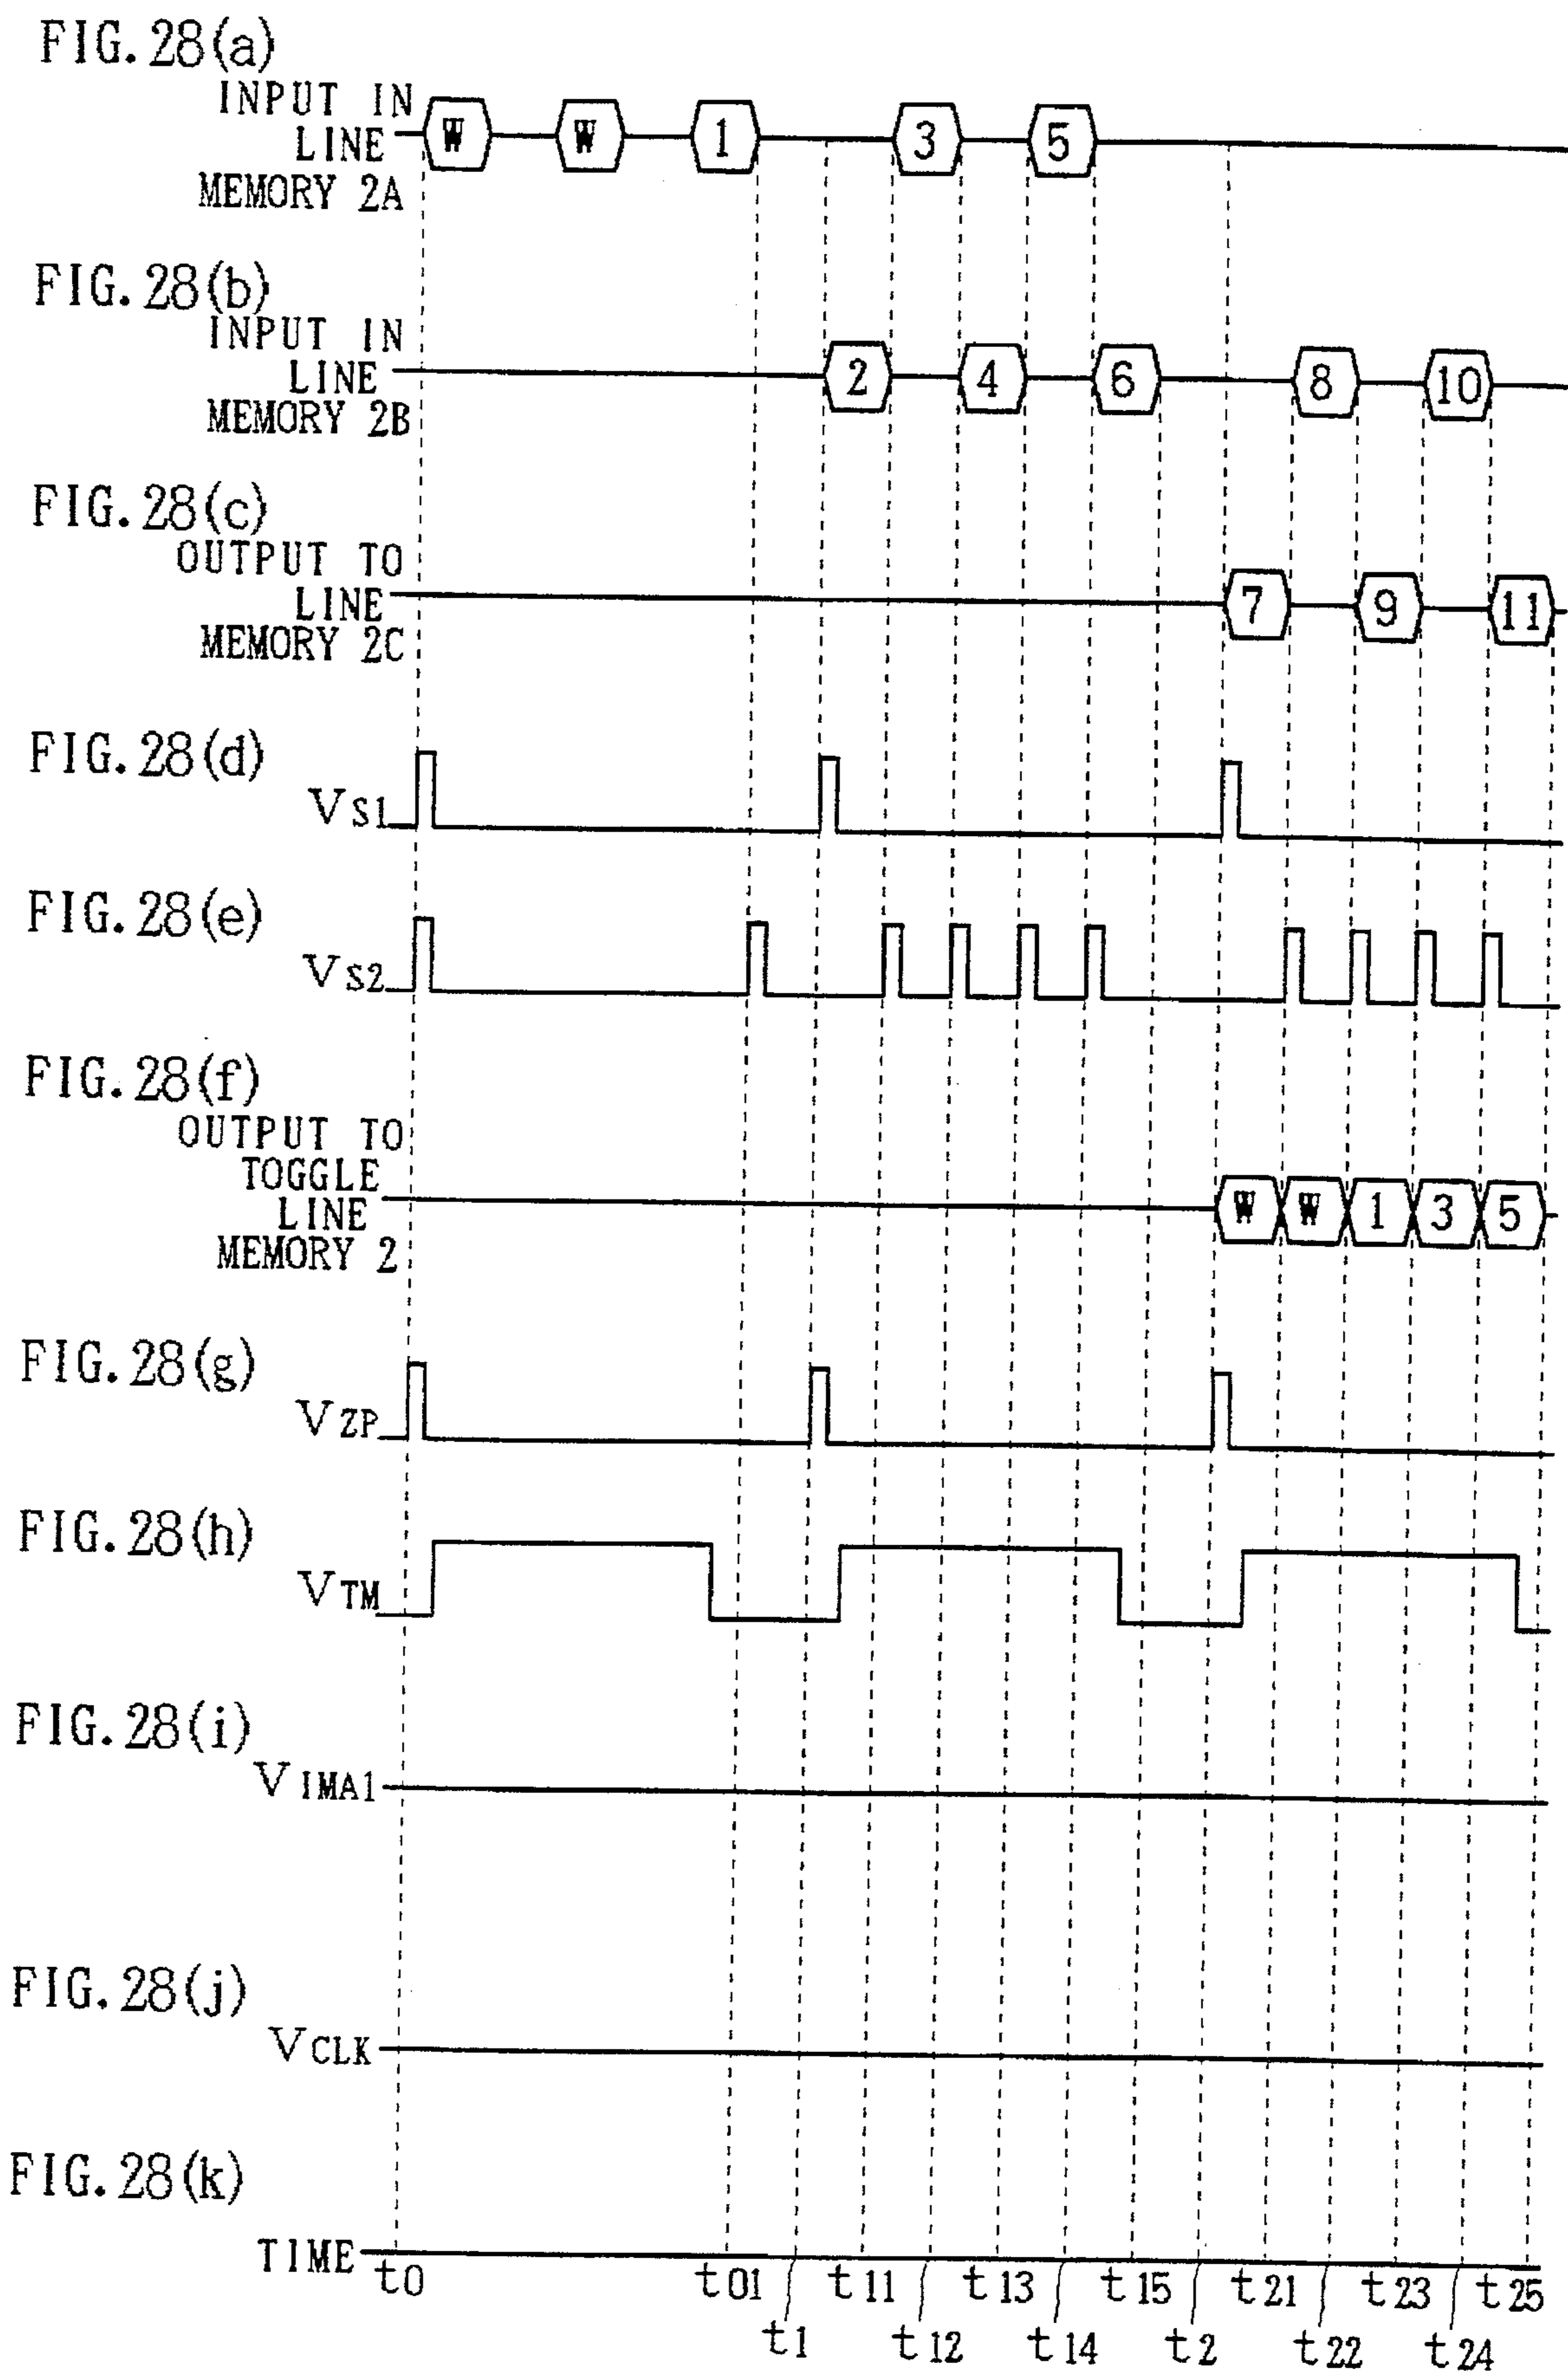 FIG. 28(a)
INPUT IN
LINE
MEMORY 2A
W W 1 3 5
FIG. 28(b)
INPUT IN
LINE
MEMORY 2B
2 4 6 8 10
FIG. 28(c)
OUTPUT TO
LINE
MEMORY 2C
7 9 11
FIG. 28(d)
VS1
FIG. 28(e)
VS2
FIG. 28(f)
OUTPUT TO
TOGGLE
LINE
MEMORY 2
W W 1 3 5
FIG. 28(g)
VZP
FIG. 28(h)
VTM
FIG. 28(i)
VIMA1
FIG. 28(j)
VCLK
FIG. 28(k)
TIME
t0 t01 t11 t13 t15 t21 t23 t25
t1 t12 t14 t2 t22 t24